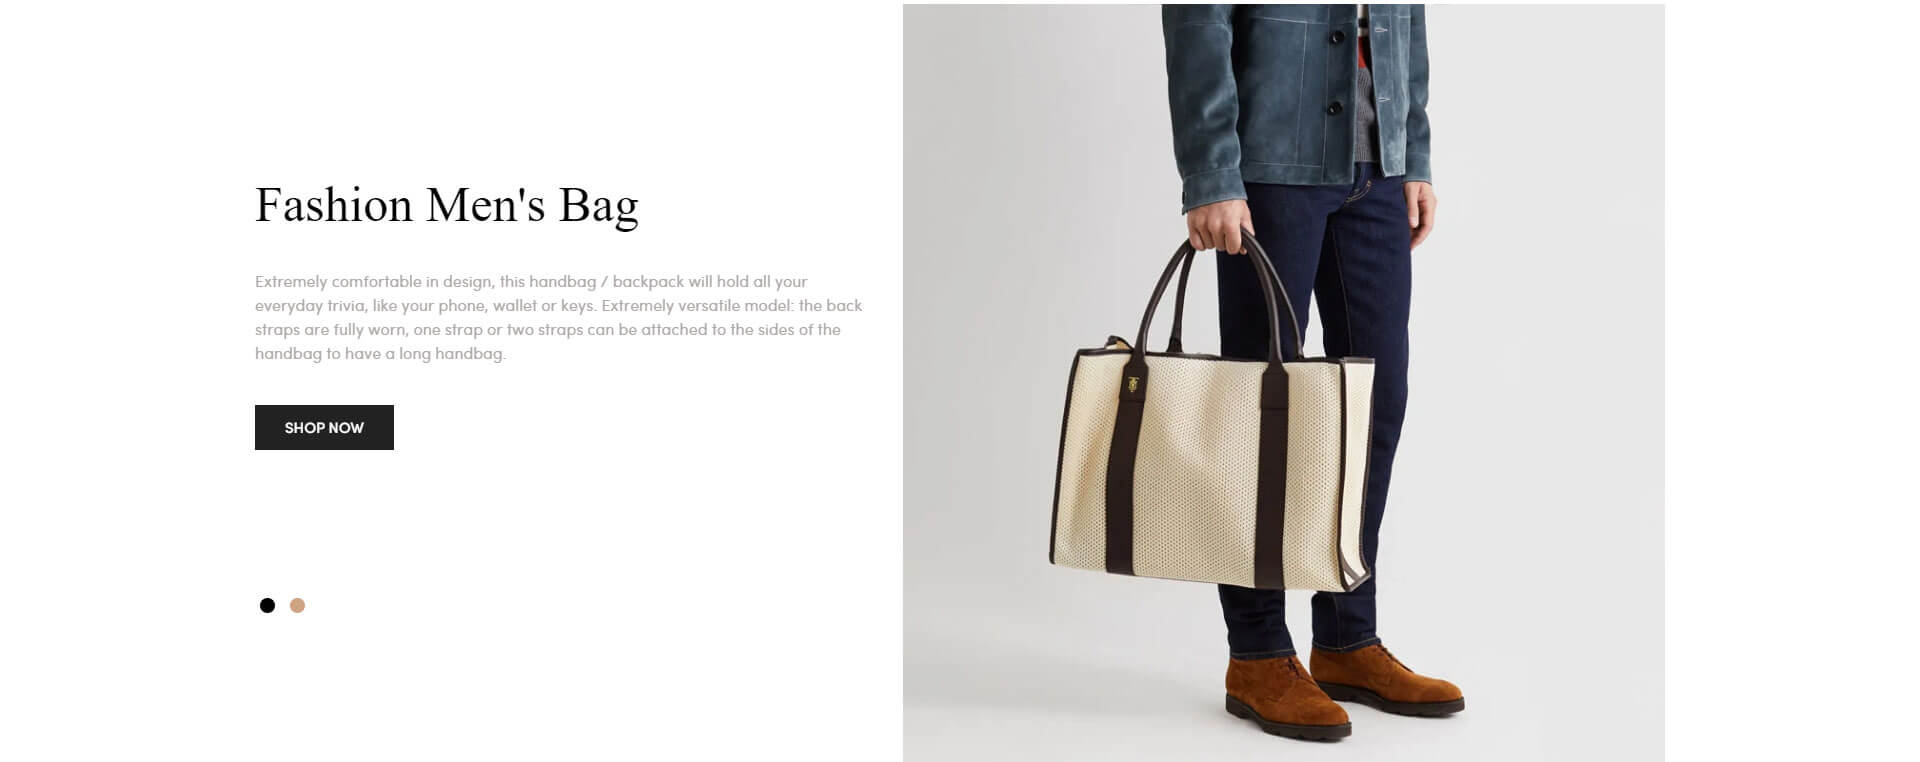 Fashion Men's Bag
Extremely comfortable in design, this handbag / backpack will hold all your
everyday trivia, like your phone, wallet or keys. Extremely versatile model: the back
straps are fully worn, one strap or two straps can be attached to the sides of the
handbag to have a long handbag.
SHOP NOW